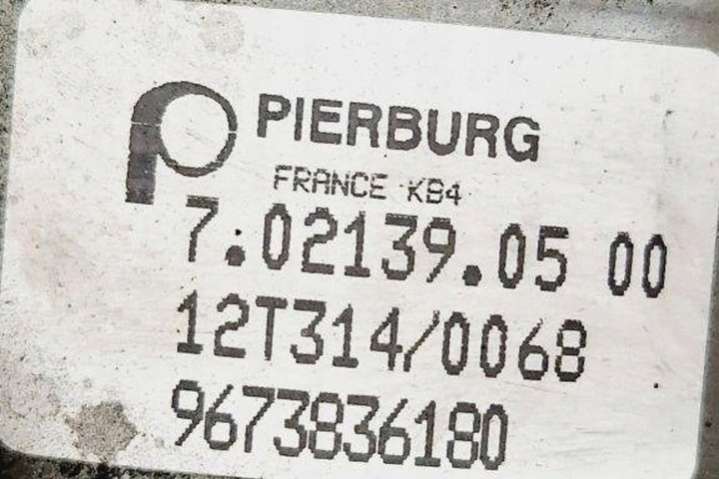 PIERBURG
FRANCE KB4
7.02139.05 00
12T314/0068
9673836180